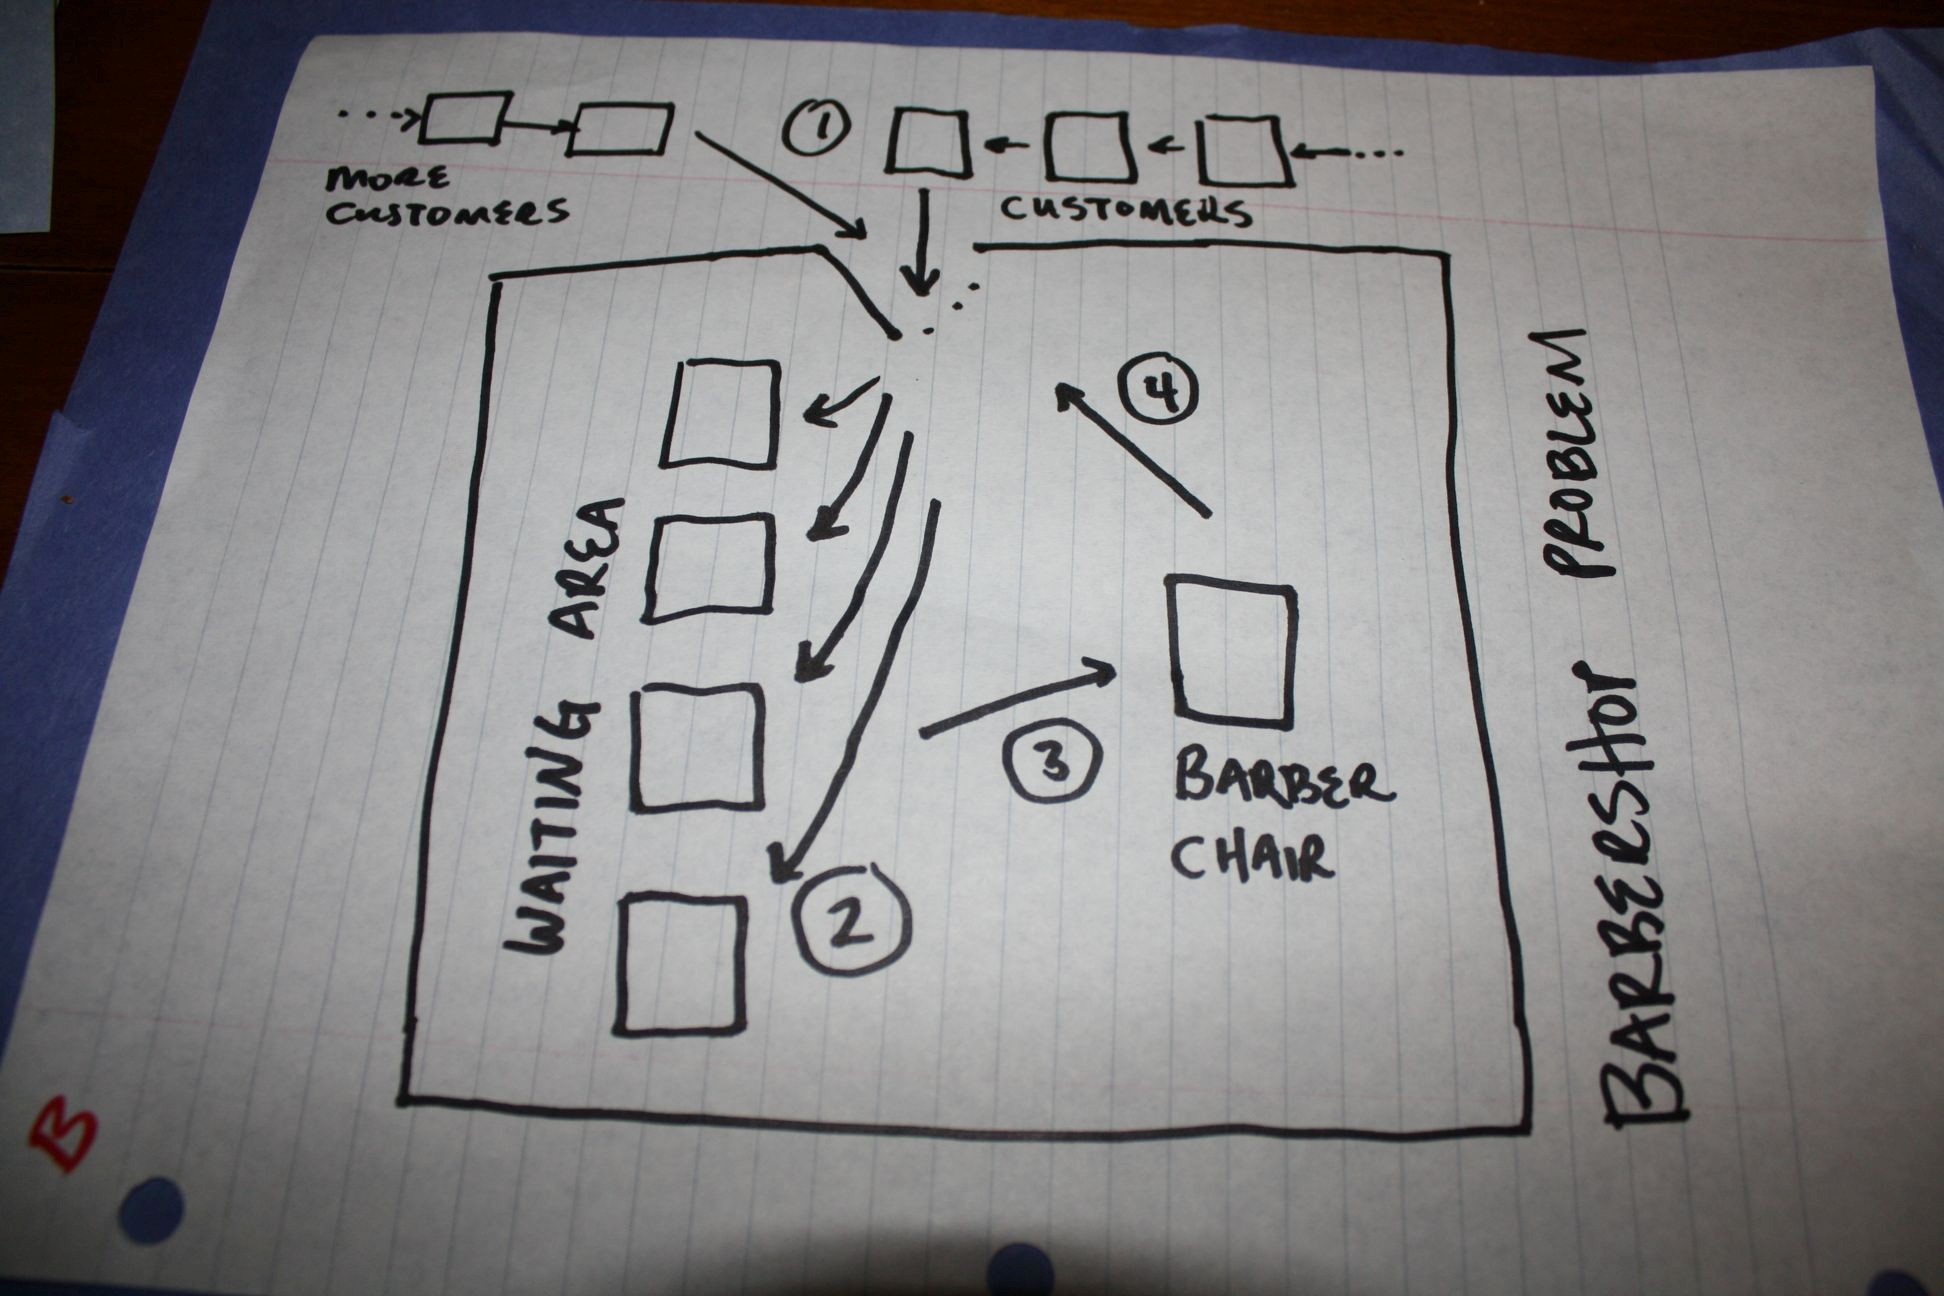 1
MORE
CUSTOMERS
CUSTOMERS
4
WAITING AREA
3
BARBER
CHAIR
2
BARBERSHOP PROBLEM
B